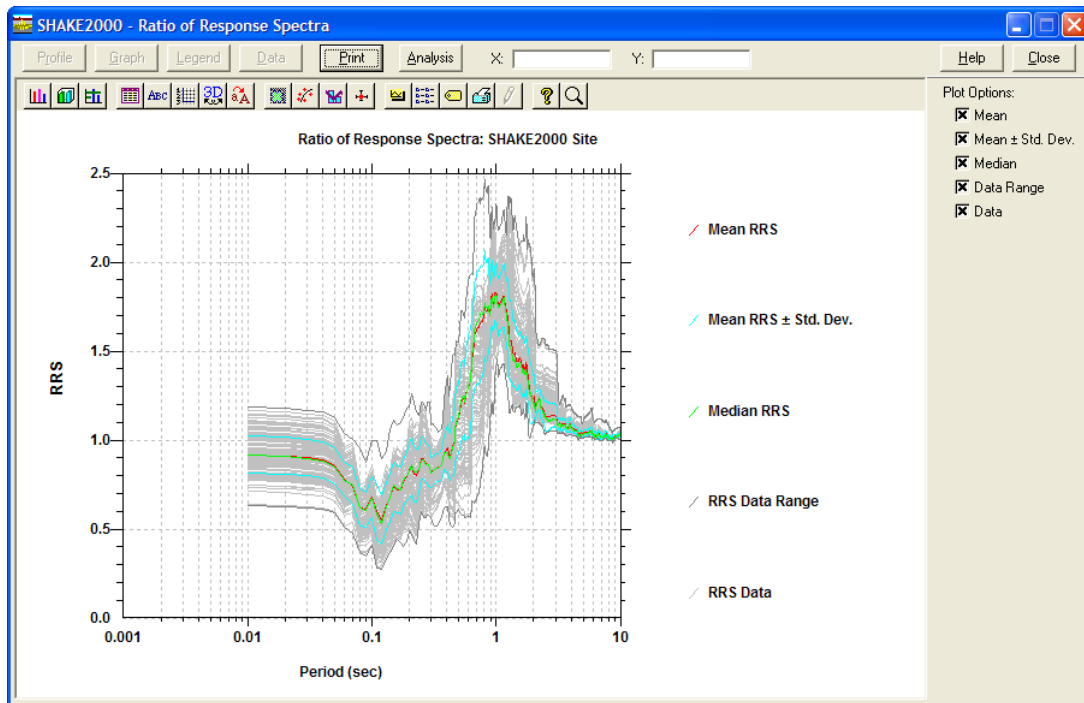 SHAKE2000 - Ratio of Response Spectra
Profile Graph Legend Data Print Analysis X: Y: Help Close
ABC 3D aA ?
Plot Options:
Mean
Mean ± Std. Dev.
Median
Data Range
Data
Ratio of Response Spectra: SHAKE2000 Site
RRS
2.5
2.0
1.5
1.0
0.5
0.0
0.001 0.01 0.1 1 10
Period (sec)
Mean RRS
Mean RRS ± Std. Dev.
Median RRS
RRS Data Range
RRS Data